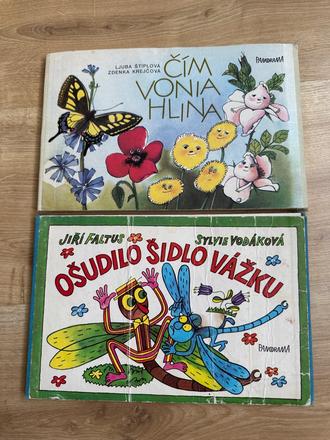 LJUBA ŠTÍPLOVÁ
ZDENKA KREJČOVÁ
ČÍM
VONIA
HLINA
PANORAMA
JIŘÍ FALTUS
SYLVIE VODÁKOVÁ
OŠUDILO ŠIDLO VÁŽKU
PANORAMA